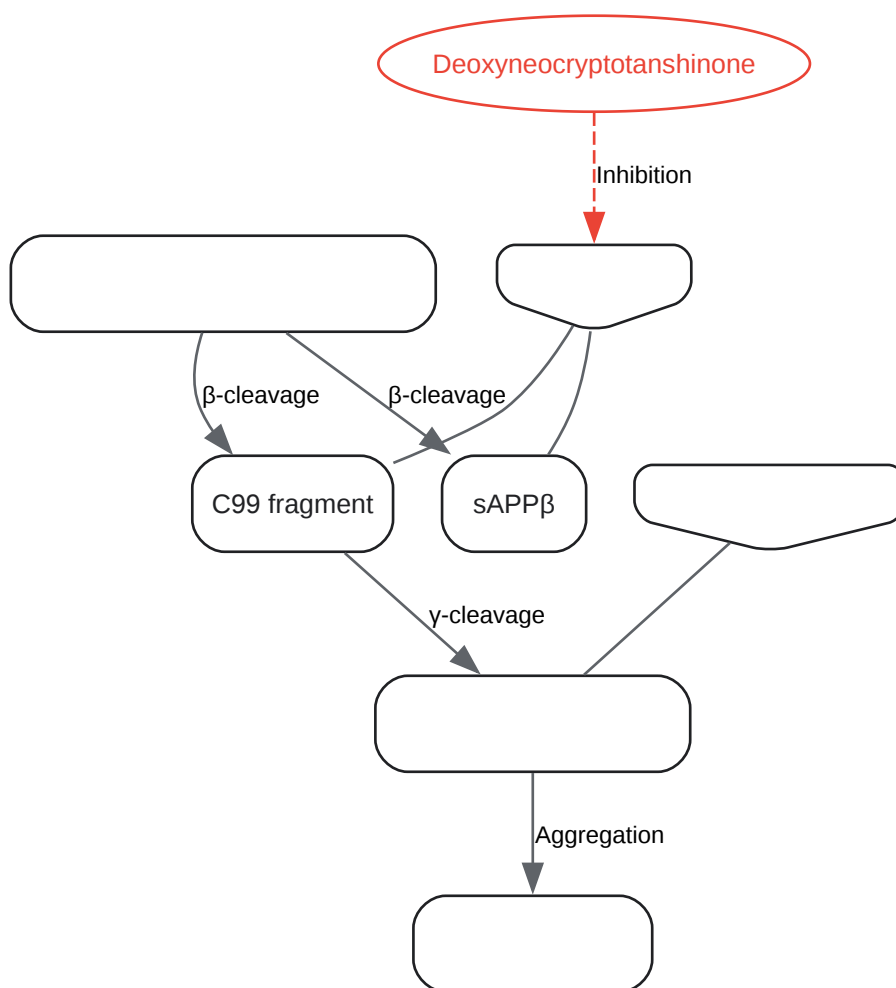 Deoxyneocryptotanshinone
Inhibition
β-cleavage
β-cleavage
C99 fragment
sAPPβ
γ-cleavage
Aggregation